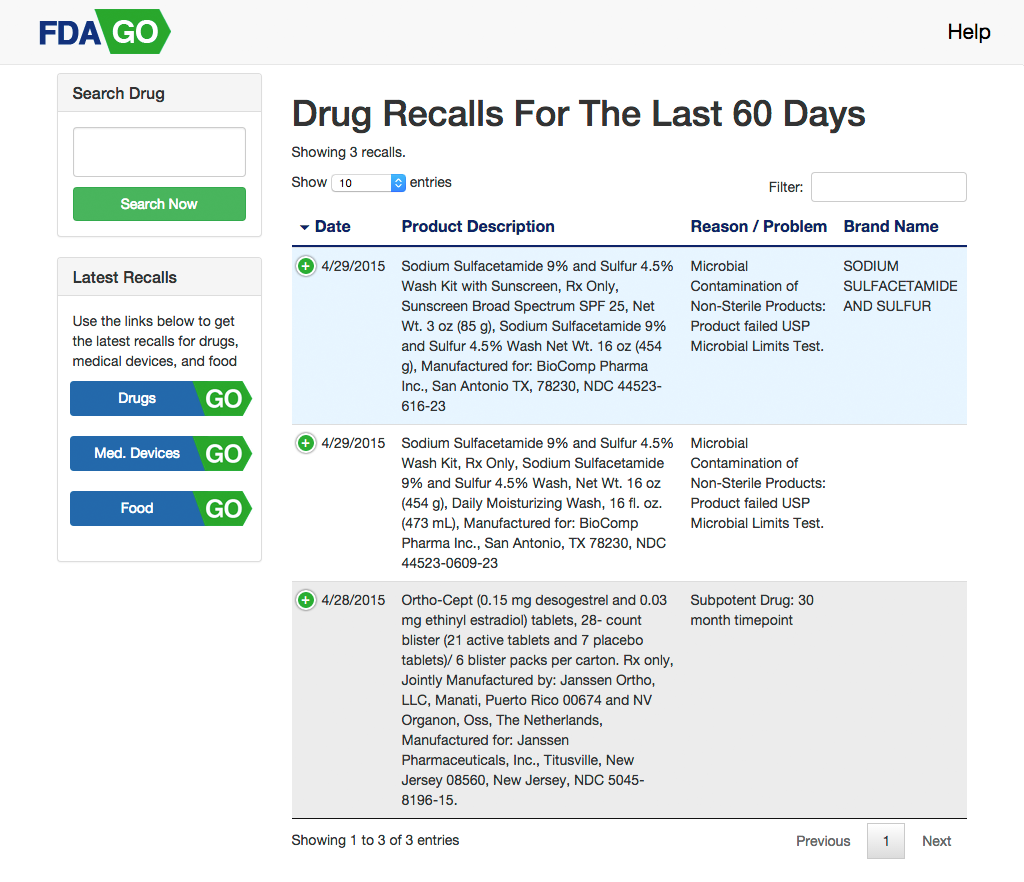 FDA GO
Help
Search Drug
Search Now
Latest Recalls
Use the links below to get
the latest recalls for drugs,
medical devices, and food
Drugs GO
Med. Devices GO
Food GO
Drug Recalls For The Last 60 Days
Showing 3 recalls.
Show 10 entries
Filter:
Date Product Description Reason / Problem Brand Name
4/29/2015
Sodium Sulfacetamide 9% and Sulfur 4.5%
Wash Kit with Sunscreen, Rx Only,
Sunscreen Broad Spectrum SPF 25, Net
Wt. 3 oz (85 g), Sodium Sulfacetamide 9%
and Sulfur 4.5% Wash Net Wt. 16 oz (454
g), Manufactured for: BioComp Pharma
Inc., San Antonio TX, 78230, NDC 44523-
616-23
Microbial
Contamination of
Non-Sterile Products:
Product failed USP
Microbial Limits Test.
SODIUM
SULFACETAMIDE
AND SULFUR
4/29/2015
Sodium Sulfacetamide 9% and Sulfur 4.5%
Wash Kit, Rx Only, Sodium Sulfacetamide
9% and Sulfur 4.5% Wash, Net Wt. 16 oz
(454 g), Daily Moisturizing Wash, 16 fl. oz.
(473 mL), Manufactured for: BioComp
Pharma Inc., San Antonio, TX 78230, NDC
44523-0609-23
Microbial
Contamination of
Non-Sterile Products:
Product failed USP
Microbial Limits Test.
4/28/2015
Ortho-Cept (0.15 mg desogestrel and 0.03
mg ethinyl estradiol) tablets, 28- count
blister (21 active tablets and 7 placebo
tablets)/ 6 blister packs per carton. Rx only,
Jointly Manufactured by: Janssen Ortho,
LLC, Manati, Puerto Rico 00674 and NV
Organon, Oss, The Netherlands,
Manufactured for: Janssen
Pharmaceuticals, Inc., Titusville, New
Jersey 08560, New Jersey, NDC 5045-
8196-15.
Subpotent Drug: 30
month timepoint
Showing 1 to 3 of 3 entries
Previous 1 Next